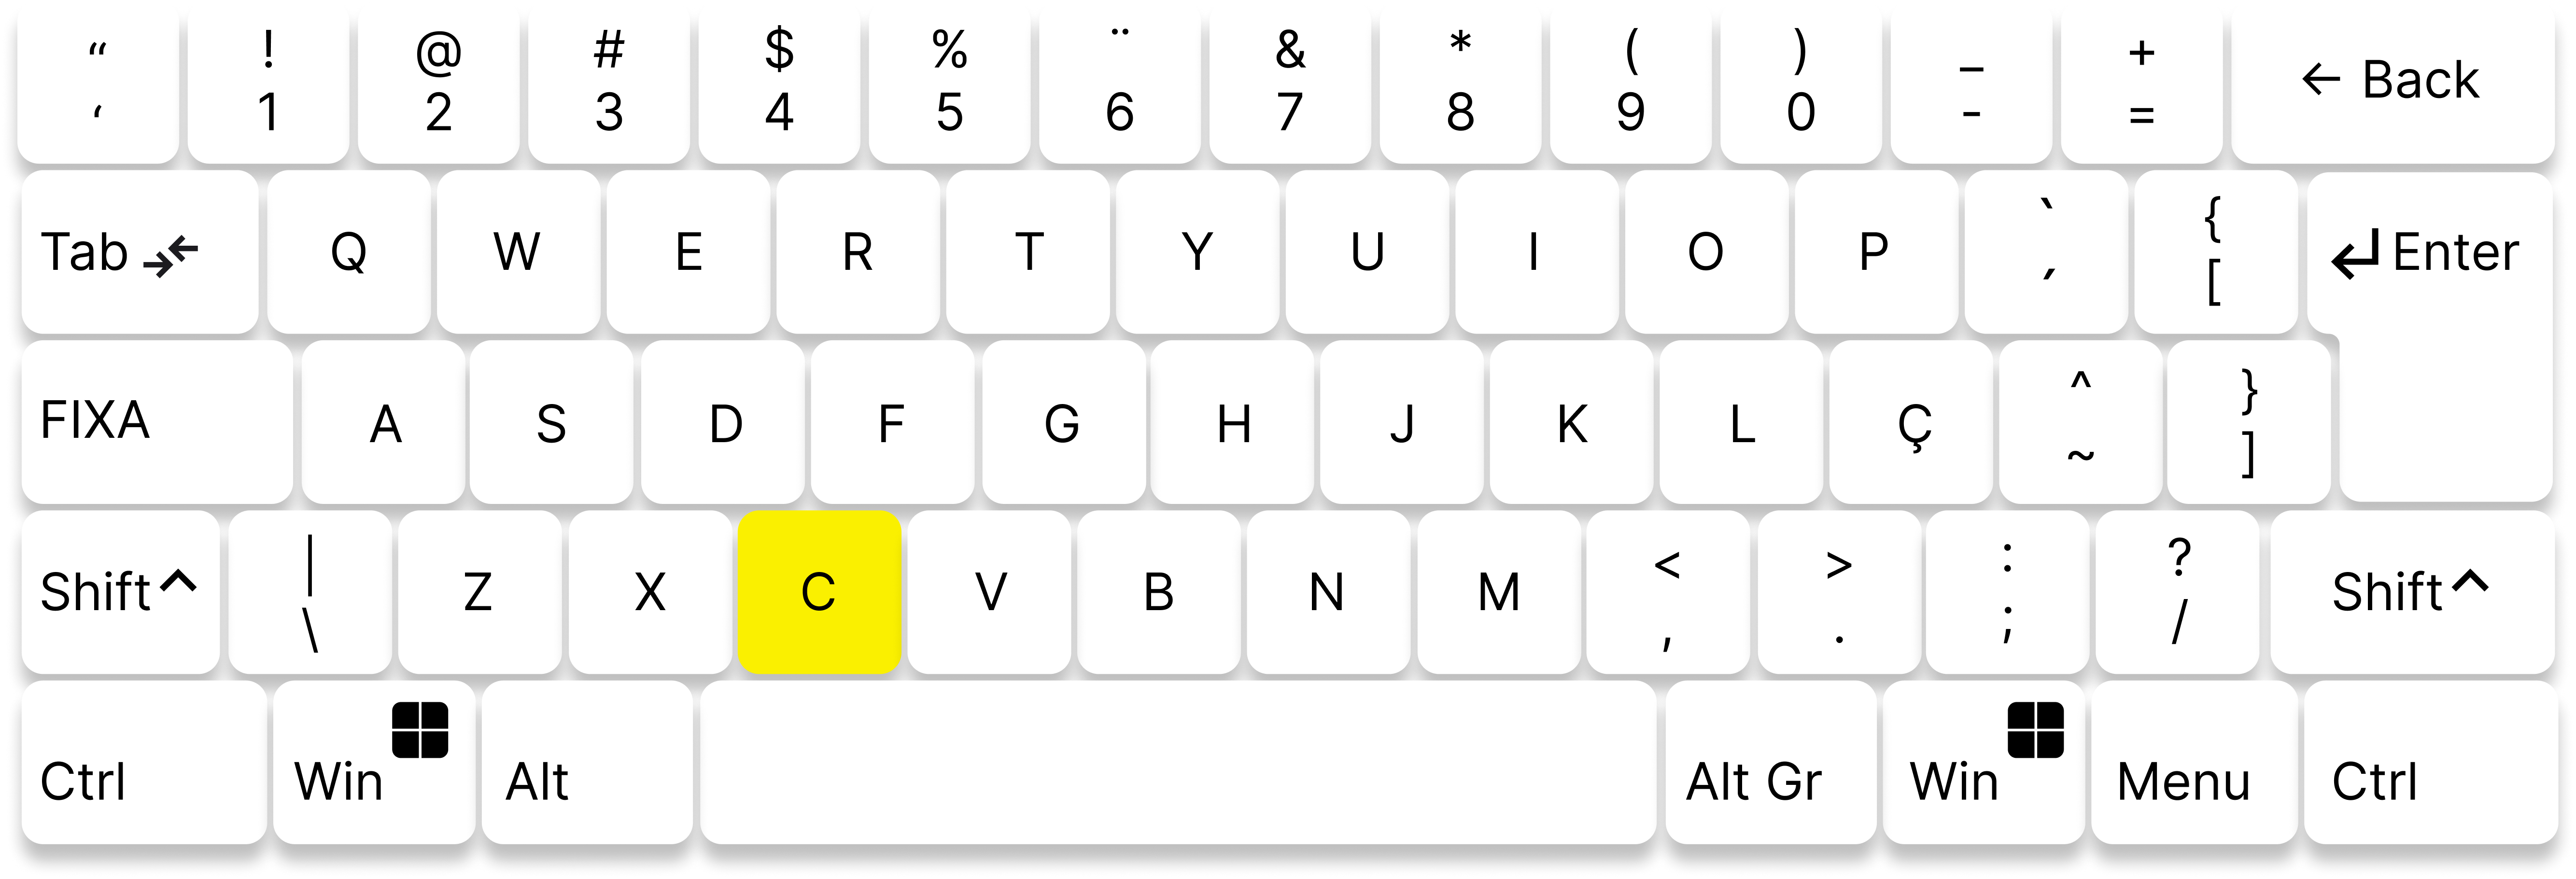 “ ! @ # $ % ¨ & * ( ) _ + ← Back
‘ 1 2 3 4 5 6 7 8 9 0 - =
Tab Q W E R T Y U I O P ` ´ { [ Enter
FIXA A S D F G H J K L Ç ^ ~ } ]
Shift | \ Z X C V B N M < , > . : ; ? / Shift
Ctrl Win Alt Alt Gr Win Menu Ctrl